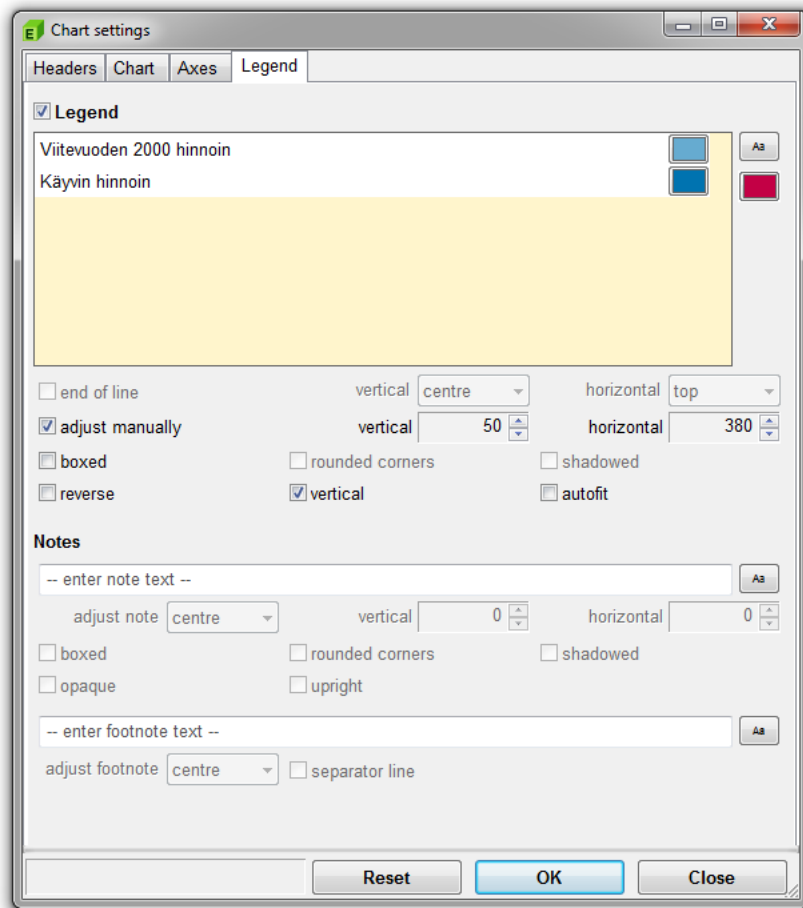 E Chart settings
Headers Chart Axes Legend
Legend
Viitevuoden 2000 hinnoin Aa
Käyvin hinnoin
end of line vertical centre horizontal top
adjust manually vertical 50 horizontal 380
boxed rounded corners shadowed
reverse vertical autofit
Notes
-- enter note text -- Aa
adjust note centre vertical 0 horizontal 0
boxed rounded corners shadowed
opaque upright
-- enter footnote text -- Aa
adjust footnote centre separator line
Reset OK Close